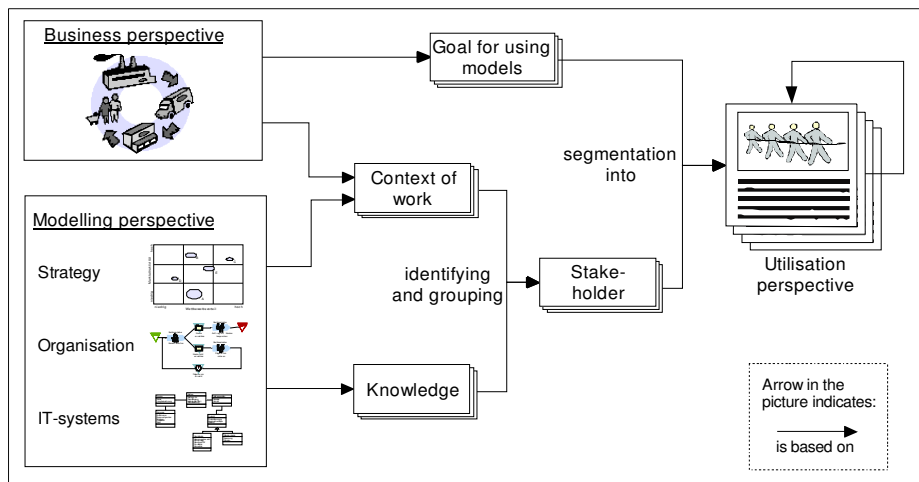 Business perspective
Goal for using
models
segmentation
into
Context of
work
Modelling perspective
Strategy
identifying
and grouping
Stake-
holder
Utilisation
perspective
Organisation
Knowledge
IT-systems
Arrow in the
picture indicates:
is based on